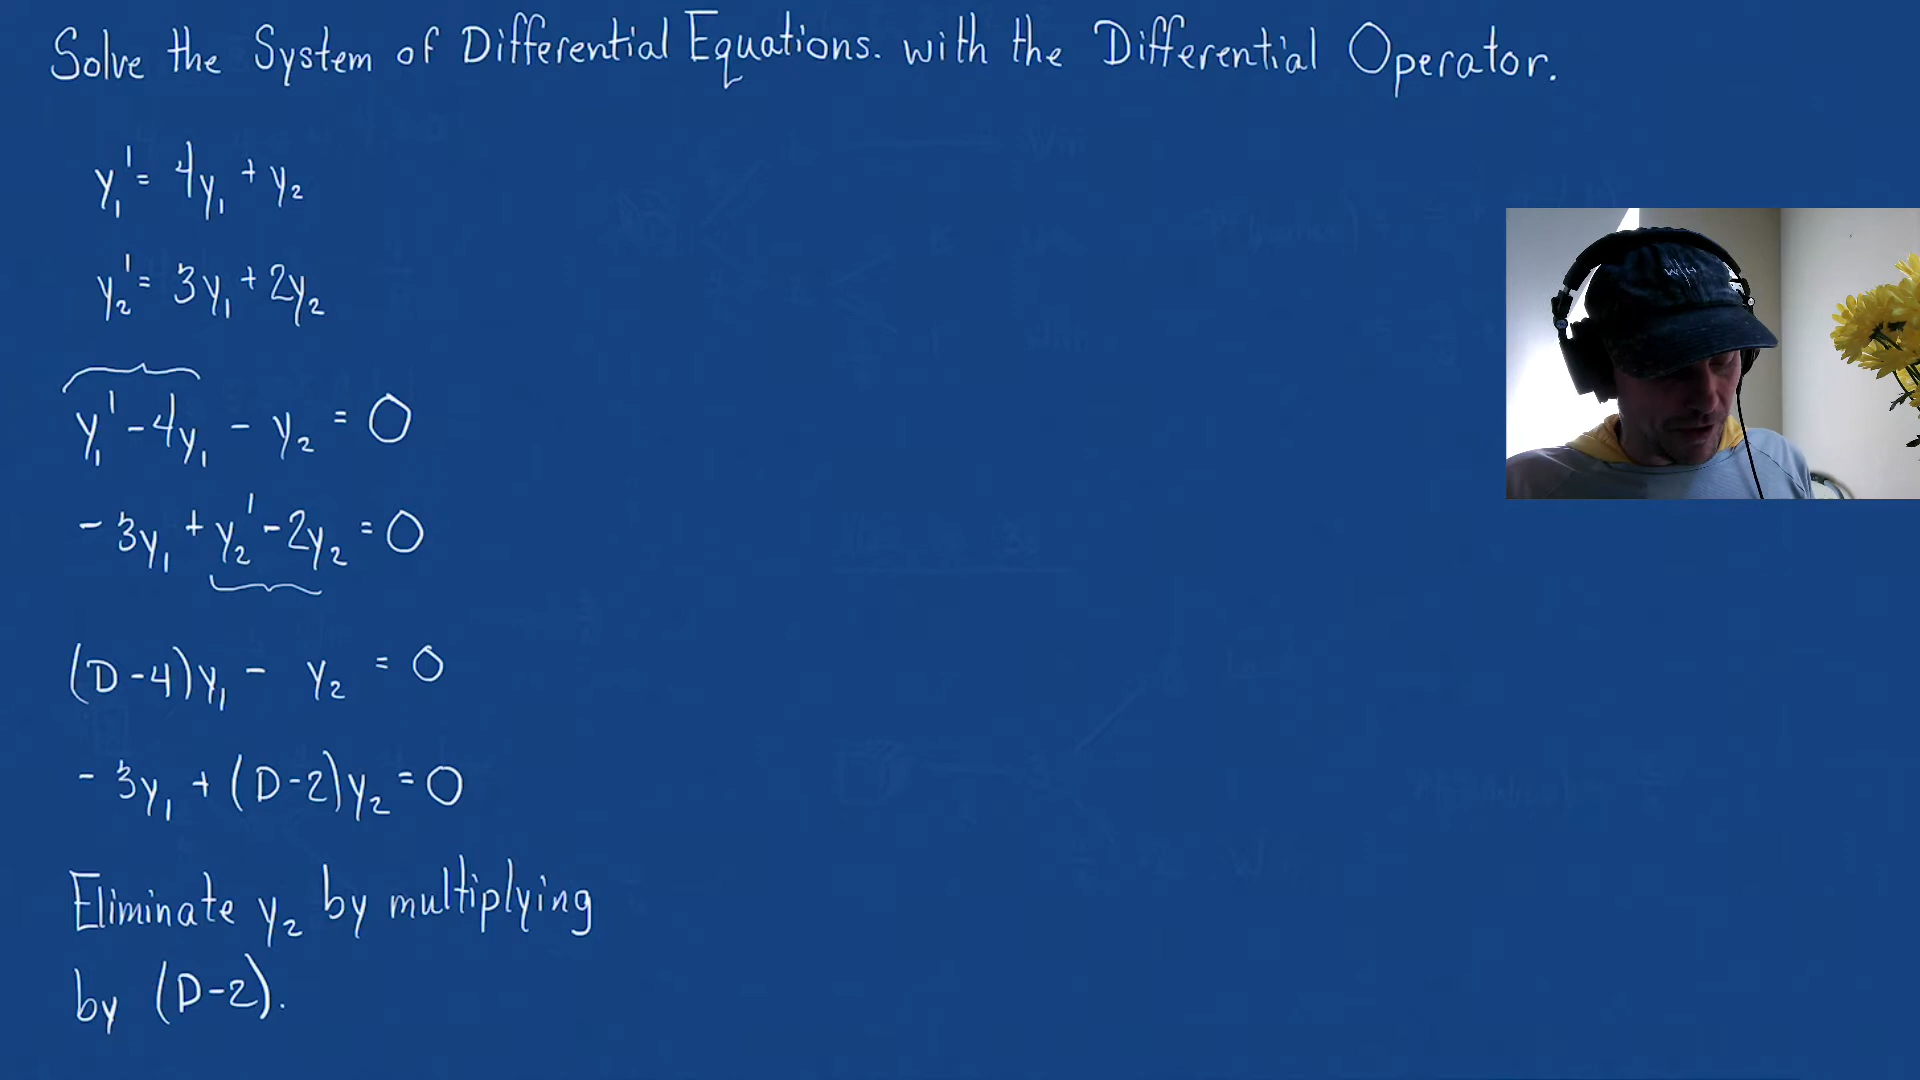 Solve the System of Differential Equations. with the Differential Operator.
y₁' = 4y₁ + y₂
y₂' = 3y₁ + 2y₂
y₁' - 4y₁ - y₂ = 0
- 3y₁ + y₂' - 2y₂ = 0
(D-4)y₁ - y₂ = 0
- 3y₁ + (D-2)y₂ = 0
Eliminate y₂ by multiplying
by (D-2).